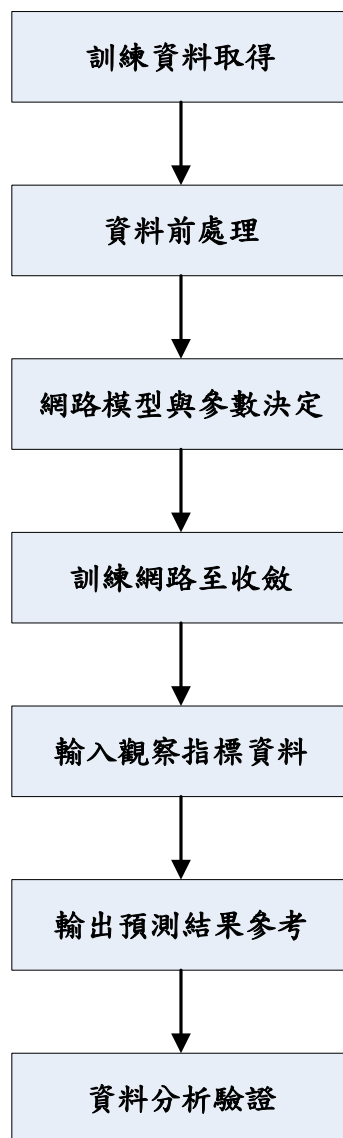 訓練資料取得
資料前處理
網路模型與參數決定
訓練網路至收斂
輸入觀察指標資料
輸出預測結果參考
資料分析驗證